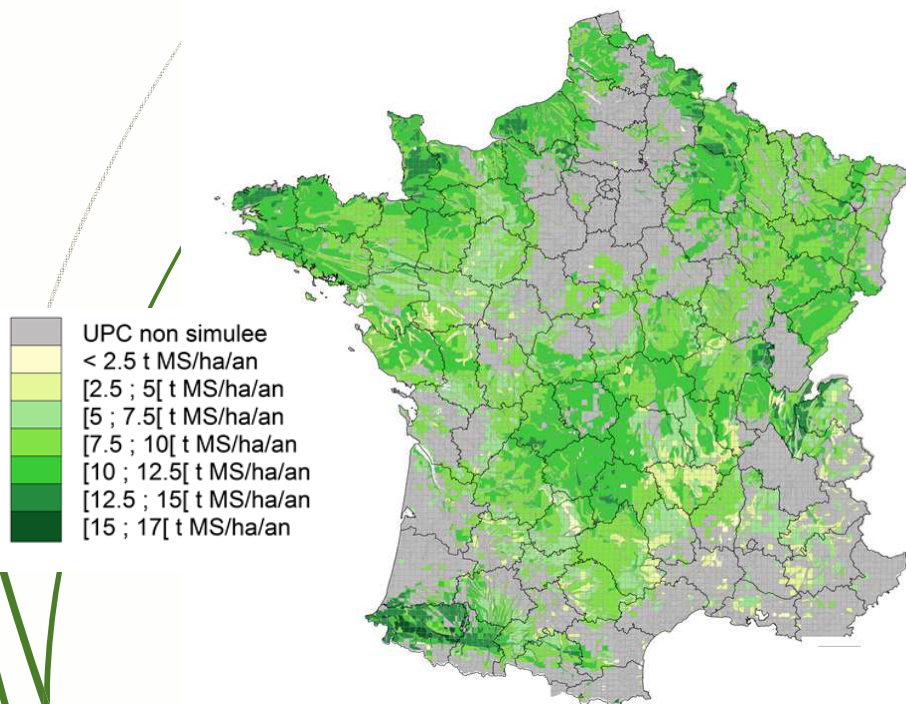 UPC non simulee
< 2.5 t MS/ha/an
[2.5 ; 5[ t MS/ha/an
[5 ; 7.5[ t MS/ha/an
[7.5 ; 10[ t MS/ha/an
[10 ; 12.5[ t MS/ha/an
[12.5 ; 15[ t MS/ha/an
[15 ; 17[ t MS/ha/an